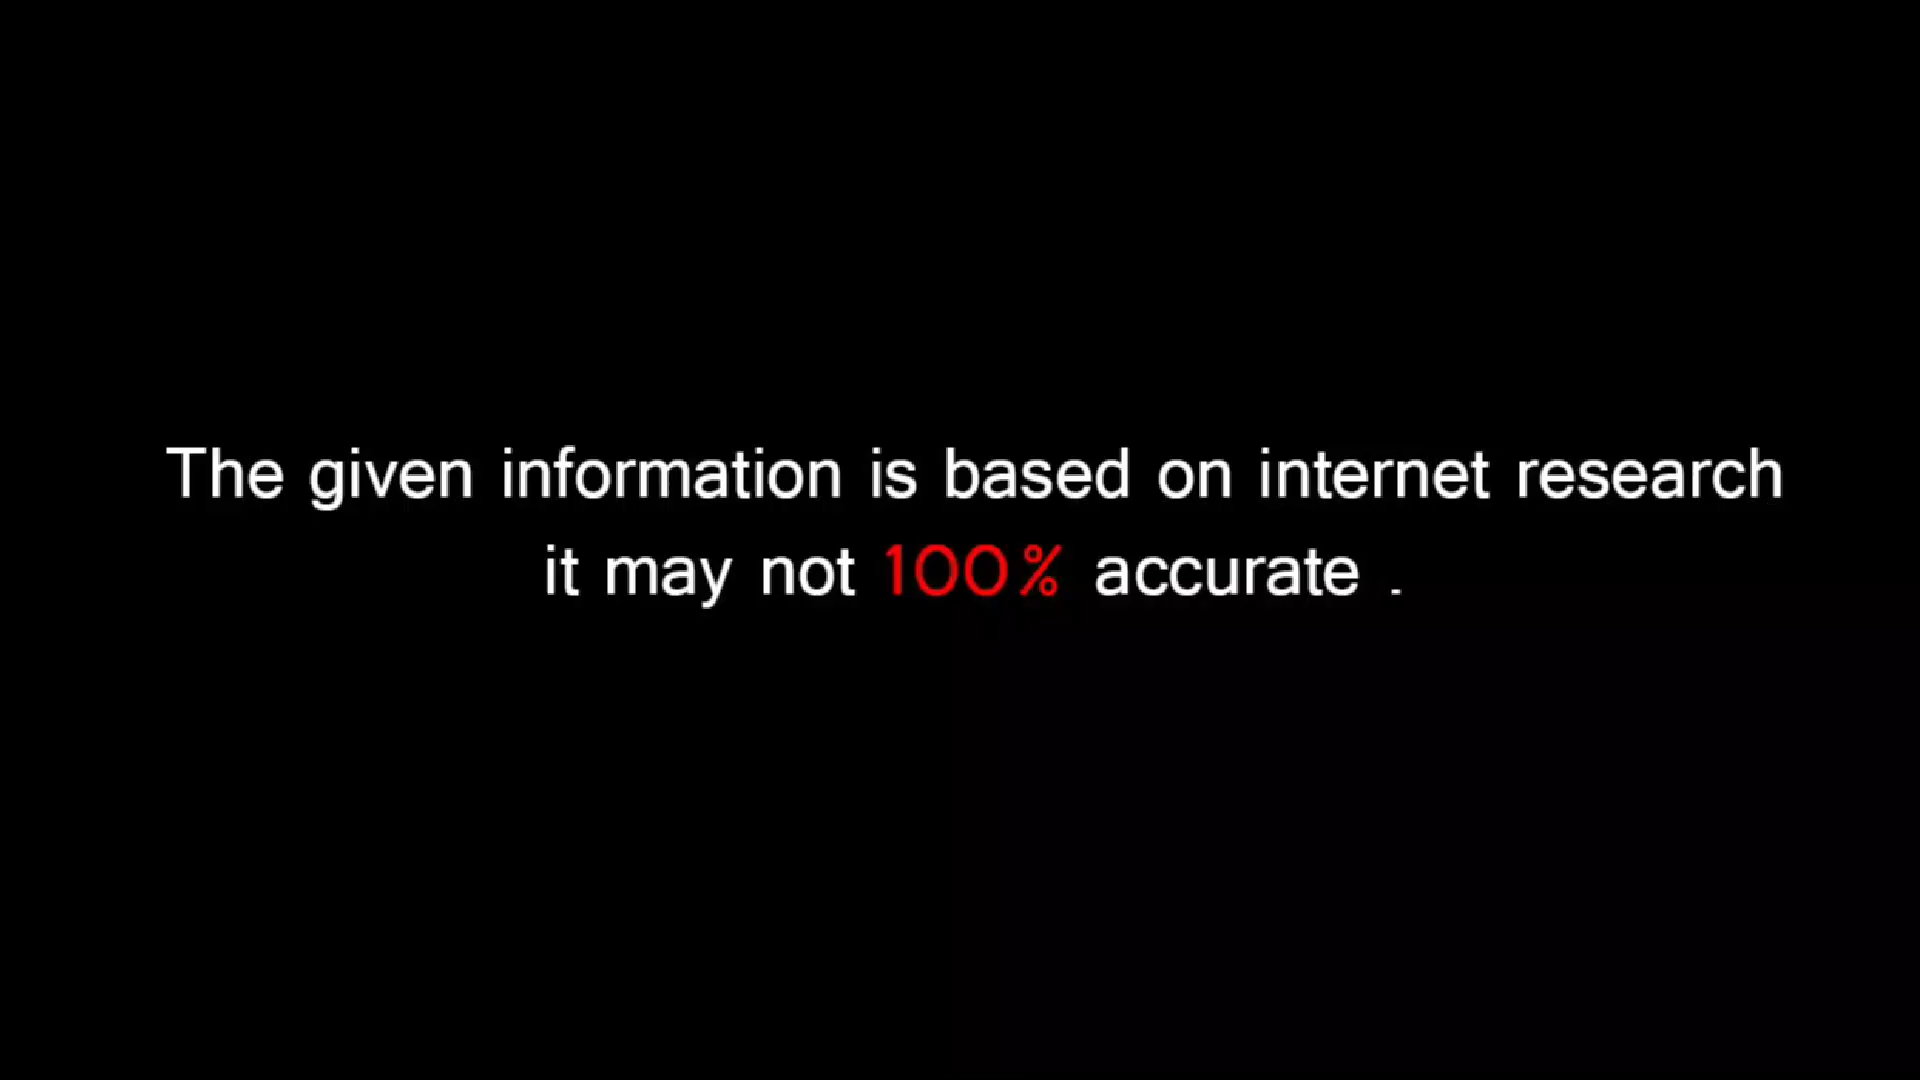 The given information is based on internet research
it may not 100% accurate .